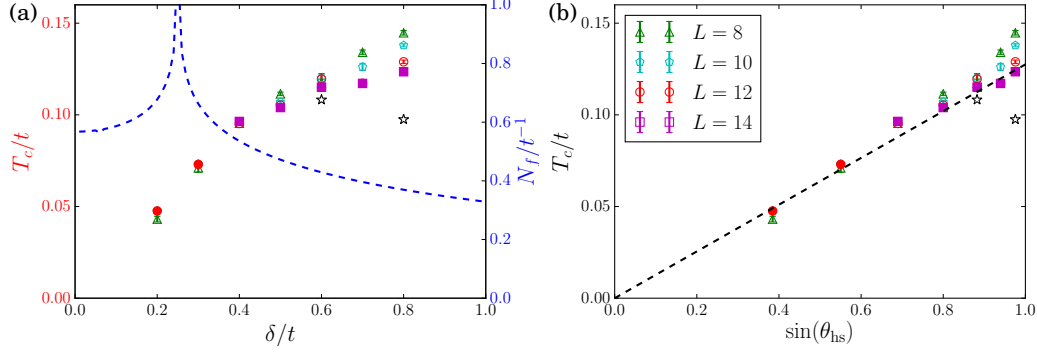 (a)
0.15
0.10
0.05
0.00
T_c/t
0.0 0.2 0.4 0.6 0.8 1.0
δ/t
1.0
0.8
0.6
0.4
0.2
0.0
N_f/t^{-1}
(b)
0.15
0.10
0.05
0.00
T_c/t
L = 8
L = 10
L = 12
L = 14
0.0 0.2 0.4 0.6 0.8 1.0
sin(θ_hs)